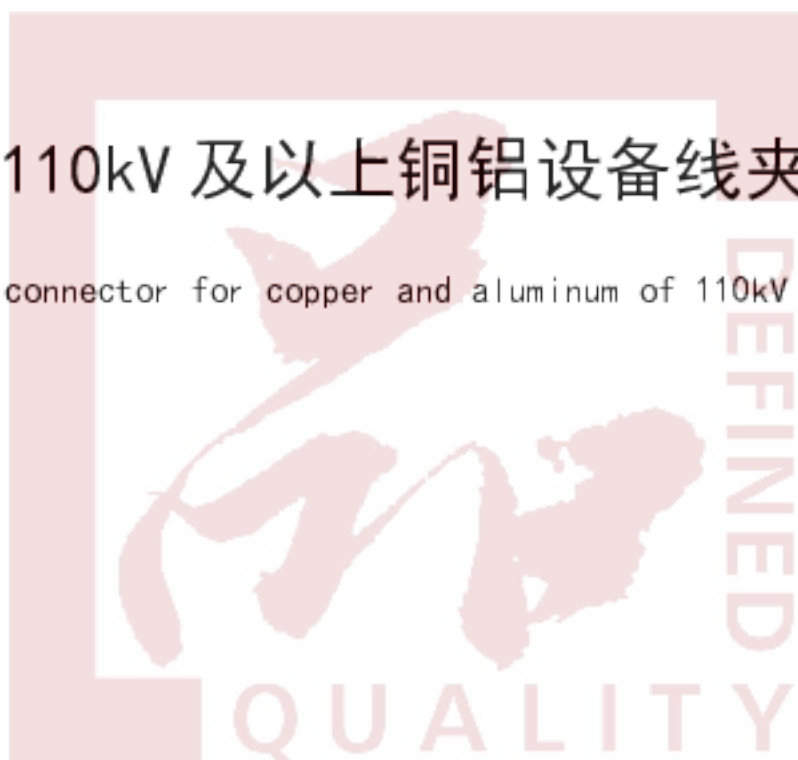 110kV 及以上铜铝设备线夹
connector for copper and aluminum of 110kV
DEFINED
QUALITY